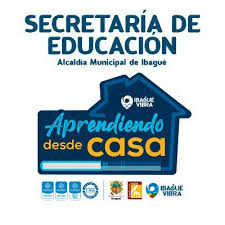 SECRETARÍA DE
EDUCACIÓN
Alcaldía Municipal de Ibagué
IBAGUÉ
VIBRA
Aprendiendo
desde casa
IBAGUÉ
VIBRA